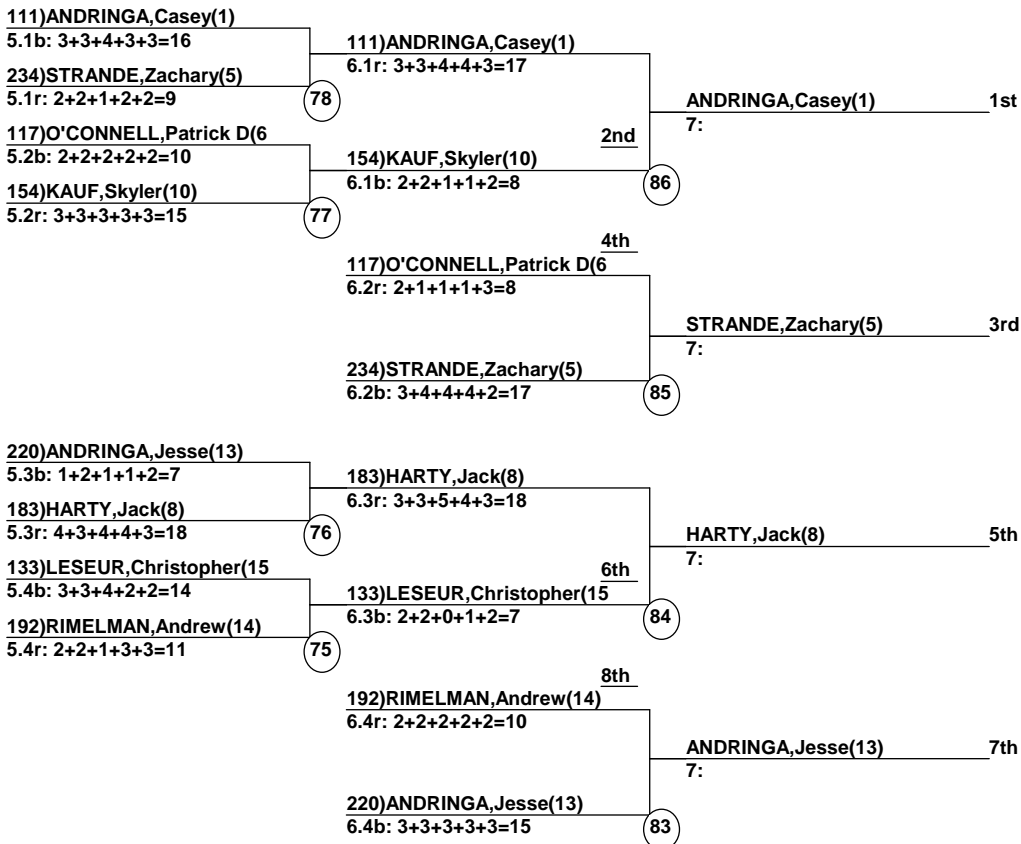 111)ANDRINGA,Casey(1)
5.1b: 3+3+4+3+3=16
111)ANDRINGA,Casey(1)
6.1r: 3+3+4+4+3=17
234)STRANDE,Zachary(5)
5.1r: 2+2+1+2+2=9
78
ANDRINGA,Casey(1)
1st
7:
117)O'CONNELL,Patrick D(6
5.2b: 2+2+2+2+2=10
2nd
154)KAUF,Skyler(10)
6.1b: 2+2+1+1+2=8
86
154)KAUF,Skyler(10)
5.2r: 3+3+3+3+3=15
77
4th
117)O'CONNELL,Patrick D(6
6.2r: 2+1+1+1+3=8
STRANDE,Zachary(5)
3rd
7:
234)STRANDE,Zachary(5)
6.2b: 3+4+4+4+2=17
85
220)ANDRINGA,Jesse(13)
5.3b: 1+2+1+1+2=7
183)HARTY,Jack(8)
6.3r: 3+3+5+4+3=18
183)HARTY,Jack(8)
5.3r: 4+3+4+4+3=18
76
HARTY,Jack(8)
5th
7:
133)LESEUR,Christopher(15
5.4b: 3+3+4+2+2=14
6th
133)LESEUR,Christopher(15
6.3b: 2+2+0+1+2=7
84
192)RIMELMAN,Andrew(14)
5.4r: 2+2+1+3+3=11
75
8th
192)RIMELMAN,Andrew(14)
6.4r: 2+2+2+2+2=10
ANDRINGA,Jesse(13)
7th
7:
220)ANDRINGA,Jesse(13)
6.4b: 3+3+3+3+3=15
83